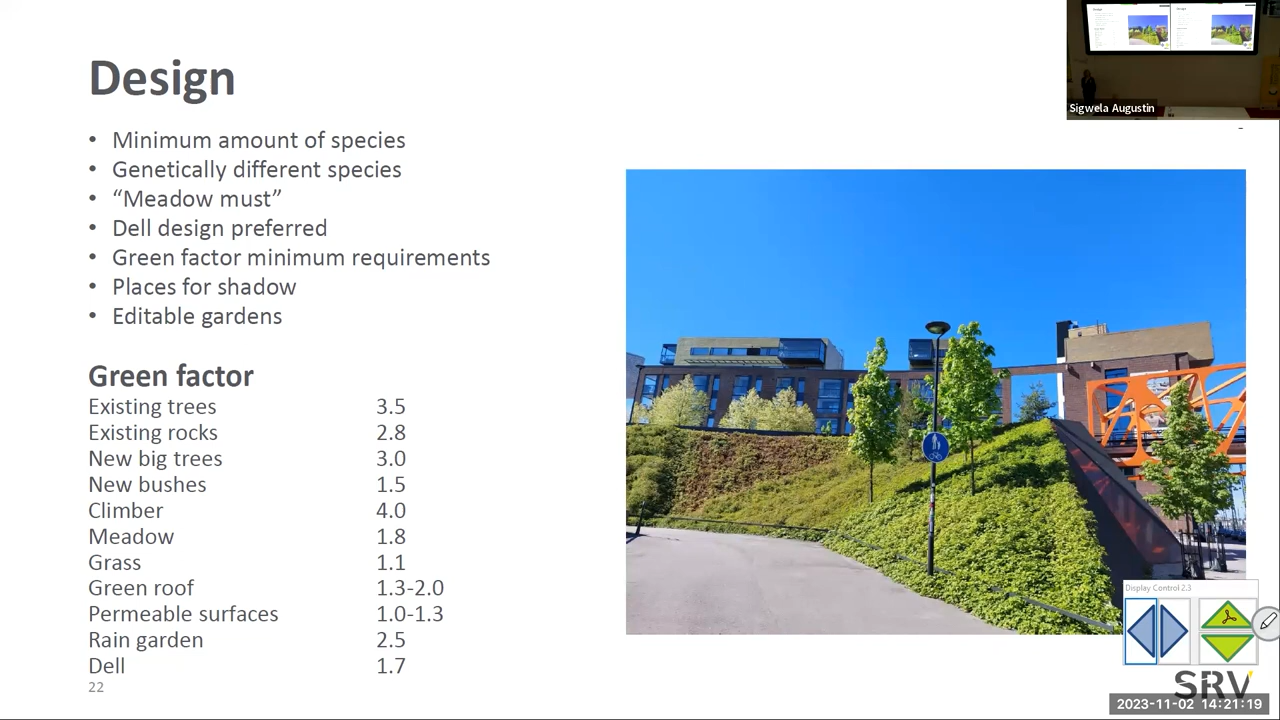 Design
• Minimum amount of species
• Genetically different species
• “Meadow must”
• Dell design preferred
• Green factor minimum requirements
• Places for shadow
• Editable gardens
Green factor
Existing trees 3.5
Existing rocks 2.8
New big trees 3.0
New bushes 1.5
Climber 4.0
Meadow 1.8
Grass 1.1
Green roof 1.3-2.0
Permeable surfaces 1.0-1.3
Rain garden 2.5
Dell 1.7
22
Sigwela Augustin
Display Control 2.3
SRV
2023-11-02 14:21:19